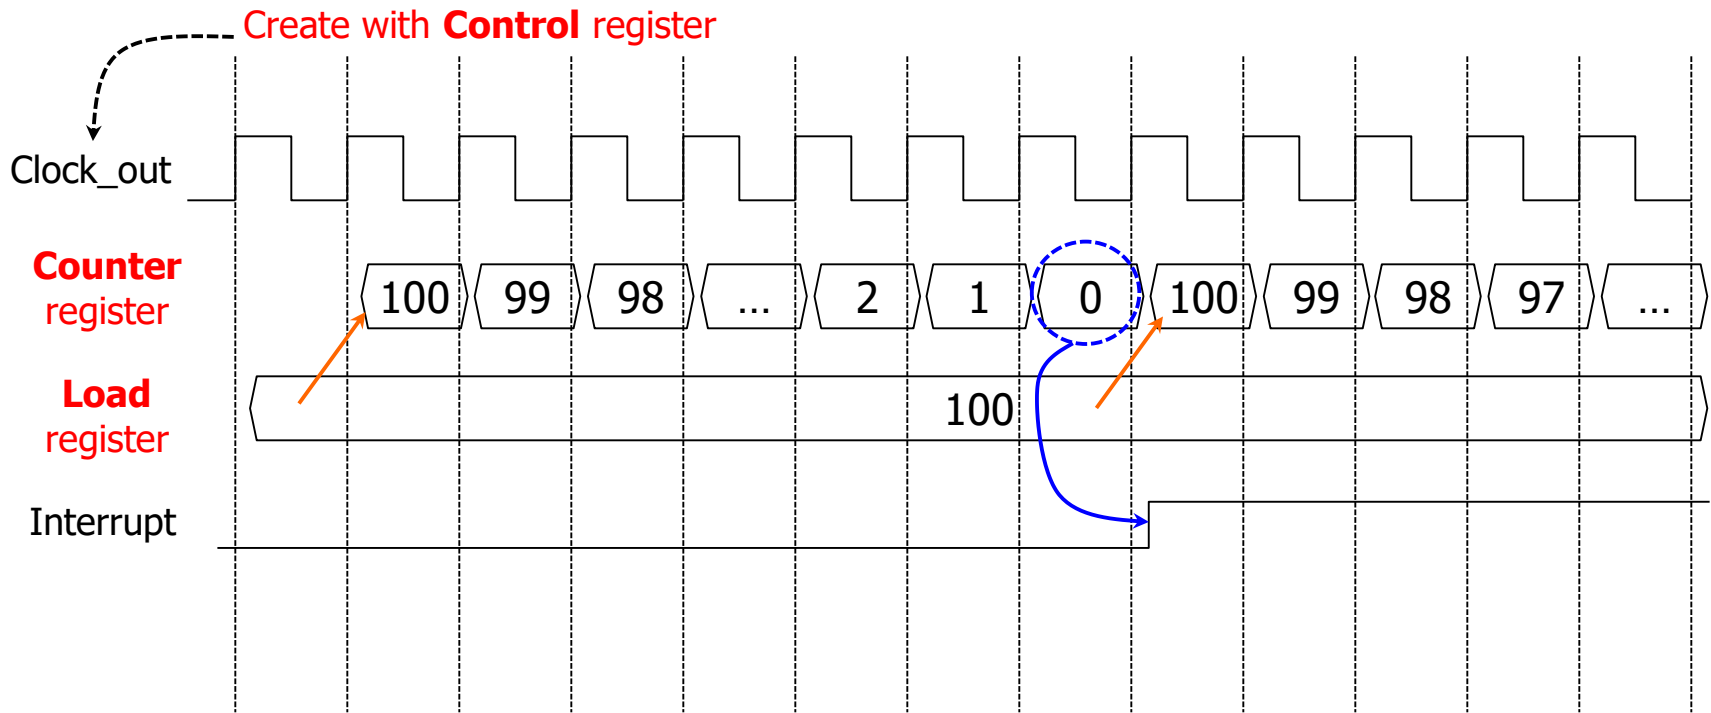 Create with Control register
Clock_out
Counter
register
100 99 98 ... 2 1 0 100 99 98 97 ...
Load
register
100
Interrupt